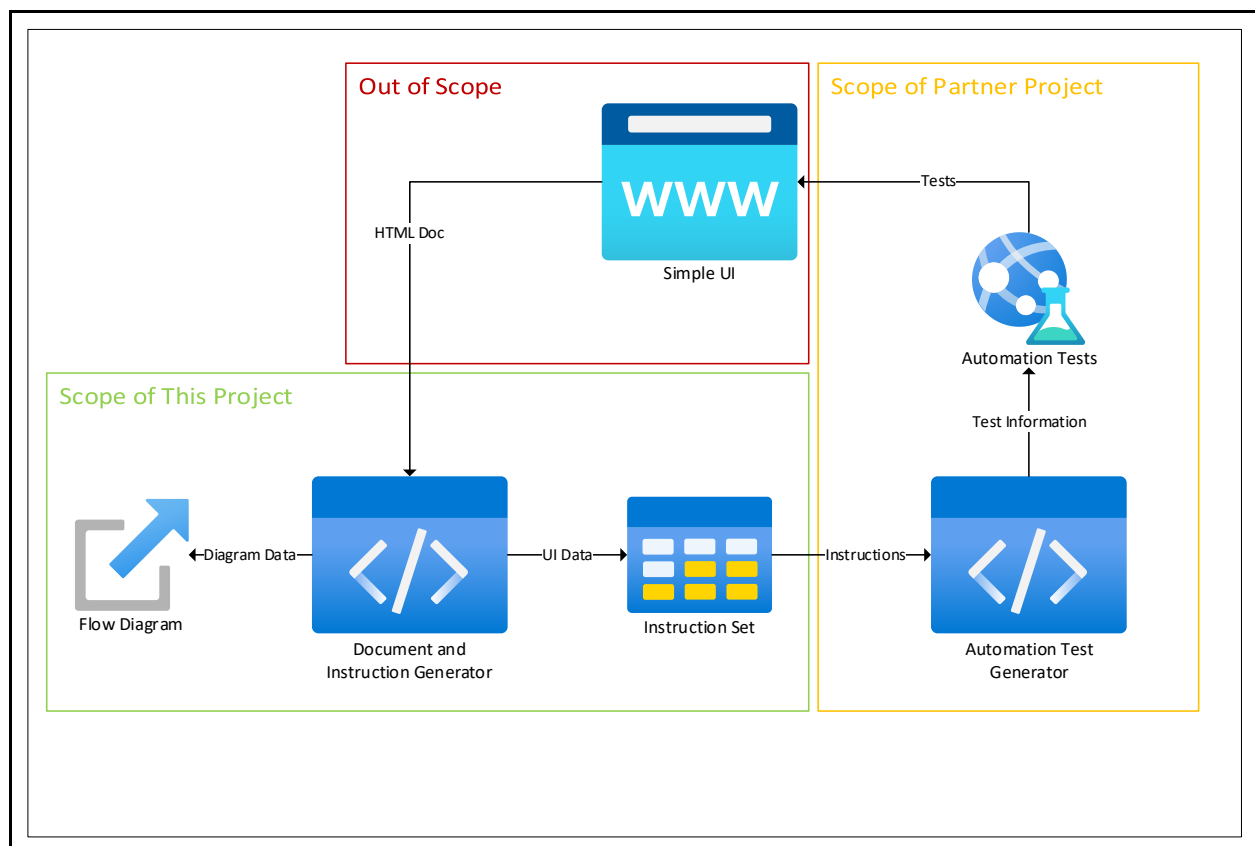 Out of Scope
Scope of Partner Project
www
Tests
HTML Doc
Simple UI
Automation Tests
Scope of This Project
Test Information
Diagram Data
UI Data
Instructions
Flow Diagram
Document and
Instruction Generator
Instruction Set
Automation Test
Generator